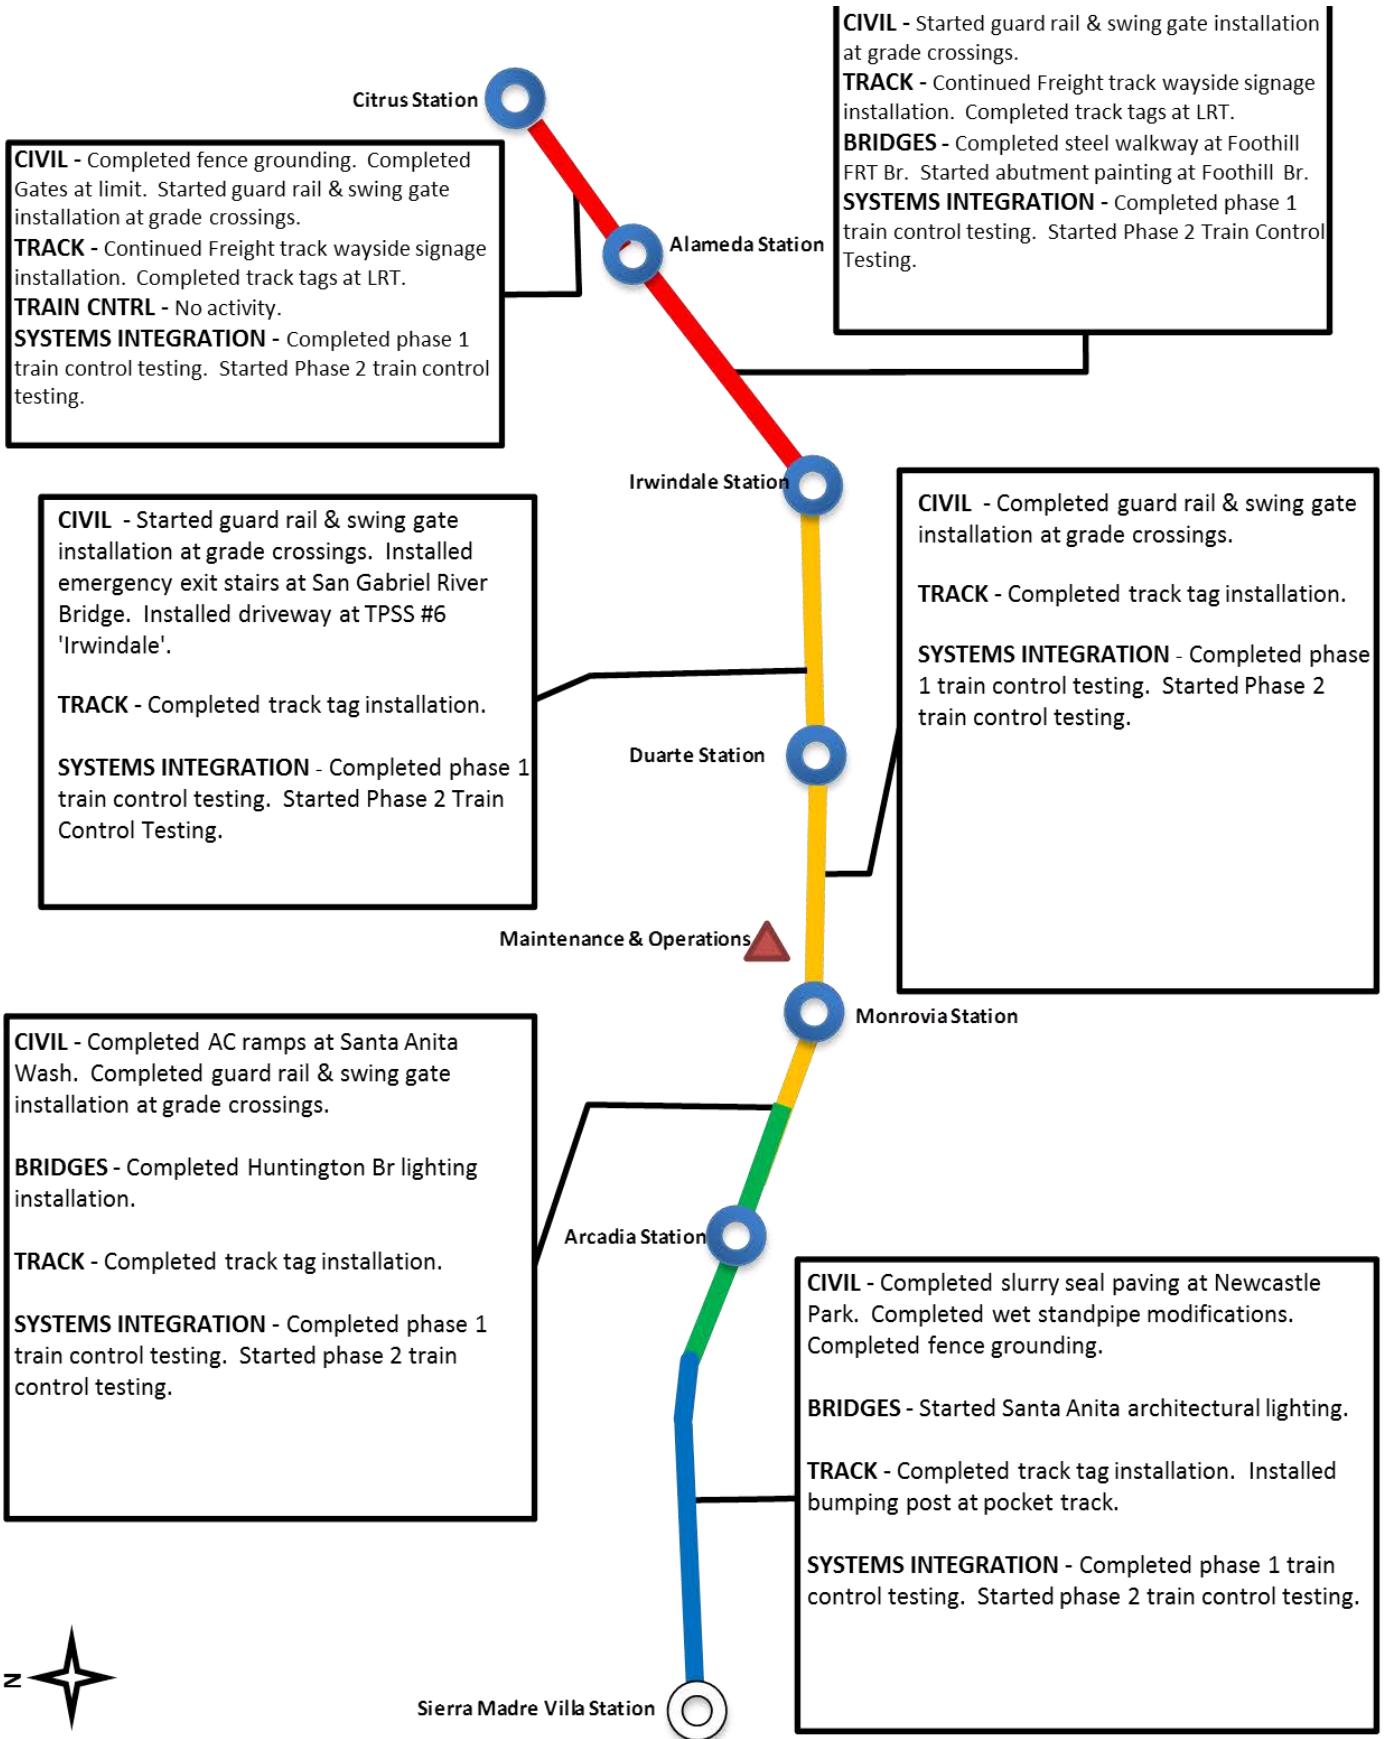 CIVIL - Started guard rail & swing gate installation
at grade crossings.
TRACK - Continued Freight track wayside signage
installation. Completed track tags at LRT.
BRIDGES - Completed steel walkway at Foothill
FRT Br. Started abutment painting at Foothill Br.
SYSTEMS INTEGRATION - Completed phase 1
train control testing. Started Phase 2 Train Control
Testing.
Citrus Station
CIVIL - Completed fence grounding. Completed
Gates at limit. Started guard rail & swing gate
installation at grade crossings.
TRACK - Continued Freight track wayside signage
installation. Completed track tags at LRT.
TRAIN CNTRL - No activity.
SYSTEMS INTEGRATION - Completed phase 1
train control testing. Started Phase 2 train control
testing.
Alameda Station
Irwindale Station
CIVIL - Started guard rail & swing gate
installation at grade crossings. Installed
emergency exit stairs at San Gabriel River
Bridge. Installed driveway at TPSS #6
'Irwindale'.
TRACK - Completed track tag installation.
SYSTEMS INTEGRATION - Completed phase 1
train control testing. Started Phase 2 Train
Control Testing.
CIVIL - Completed guard rail & swing gate
installation at grade crossings.
TRACK - Completed track tag installation.
SYSTEMS INTEGRATION - Completed phase
1 train control testing. Started Phase 2
train control testing.
Duarte Station
Maintenance & Operations
Monrovia Station
CIVIL - Completed AC ramps at Santa Anita
Wash. Completed guard rail & swing gate
installation at grade crossings.
BRIDGES - Completed Huntington Br lighting
installation.
TRACK - Completed track tag installation.
SYSTEMS INTEGRATION - Completed phase 1
train control testing. Started phase 2 train
control testing.
Arcadia Station
CIVIL - Completed slurry seal paving at Newcastle
Park. Completed wet standpipe modifications.
Completed fence grounding.
BRIDGES - Started Santa Anita architectural lighting.
TRACK - Completed track tag installation. Installed
bumping post at pocket track.
SYSTEMS INTEGRATION - Completed phase 1 train
control testing. Started phase 2 train control testing.
N
Sierra Madre Villa Station